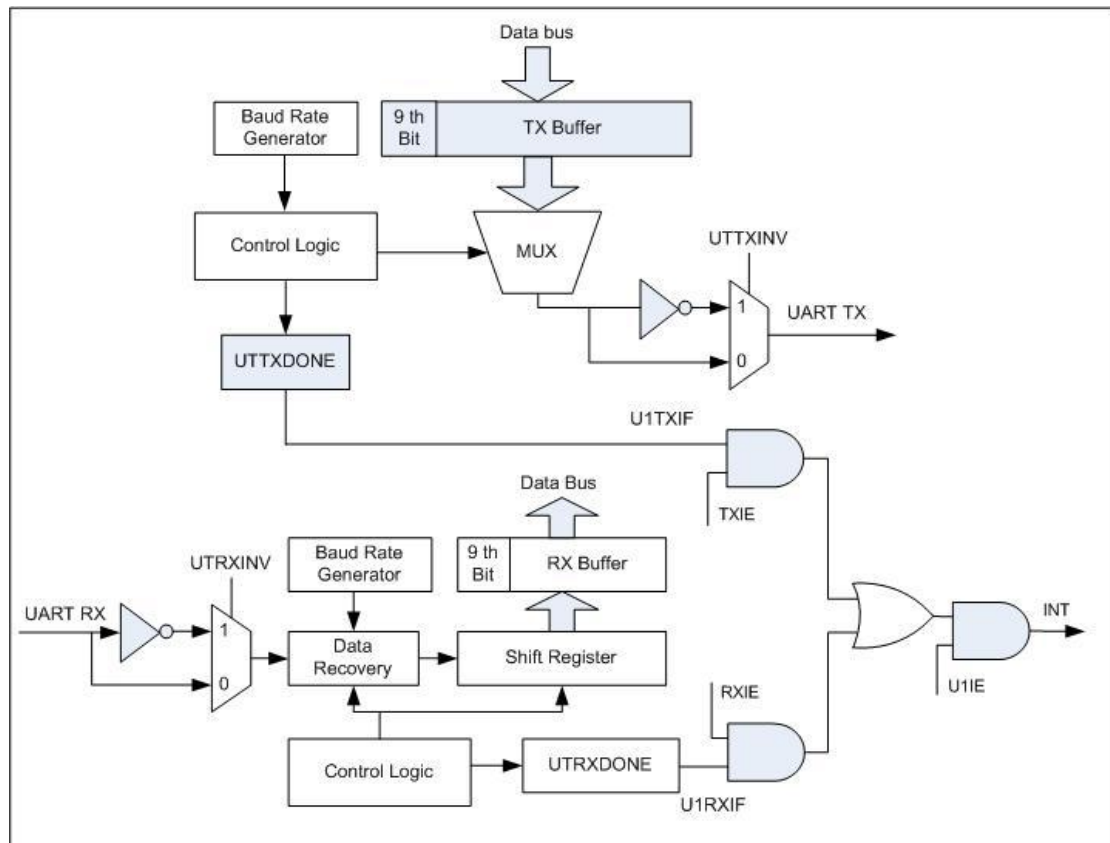 Data bus
Baud Rate
Generator
9 th
Bit
TX Buffer
Control Logic
MUX
UTTXINV
1
UART TX
0
UTTXDONE
U1TXIF
TXIE
Data Bus
Baud Rate
Generator
9 th
Bit
RX Buffer
UTRXINV
UART RX
1
0
Data
Recovery
Shift Register
INT
U1IE
RXIE
Control Logic
UTRXDONE
U1RXIF